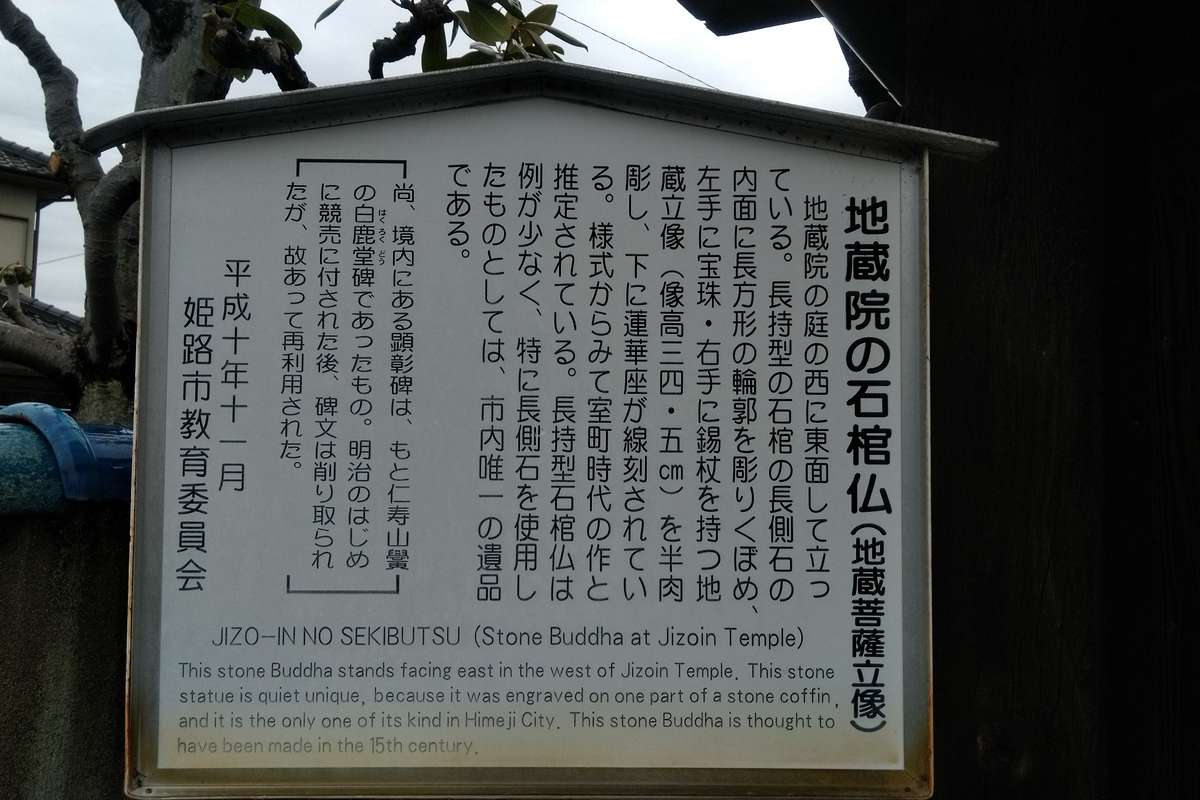 地蔵院の石棺仏(地蔵菩薩立像)
地蔵院の庭の西に東面して立っ
ている。長持型の石棺の長側石の
内面に長方形の輪郭を彫りくぼめ、
左手に宝珠・右手に錫杖を持つ地
蔵立像(像高三四・五㎝)を半肉
彫し、下に蓮華座が線刻されてい
る。様式からみて室町時代の作と
推定されている。長持型石棺仏は
例が少なく、特に長側石を使用し
たものとしては、市内唯一の遺品
である。
尚、境内にある顕彰碑は、もと仁寿山黌
の白鹿堂碑であったもの。明治のはじめ
はくろくどう
に競売に付された後、碑文は削り取られ
たが、故あって再利用された。
平成十年十一月
姫路市教育委員会
JIZO-IN NO SEKIBUTSU (Stone Buddha at Jizoin Temple)
This stone Buddha stands facing east in the west of Jizoin Temple. This stone
statue is quiet unique, because it was engraved on one part of a stone coffin,
and it is the only one of its kind in Himeji City. This stone Buddha is thought to
have been made in the 15th century.